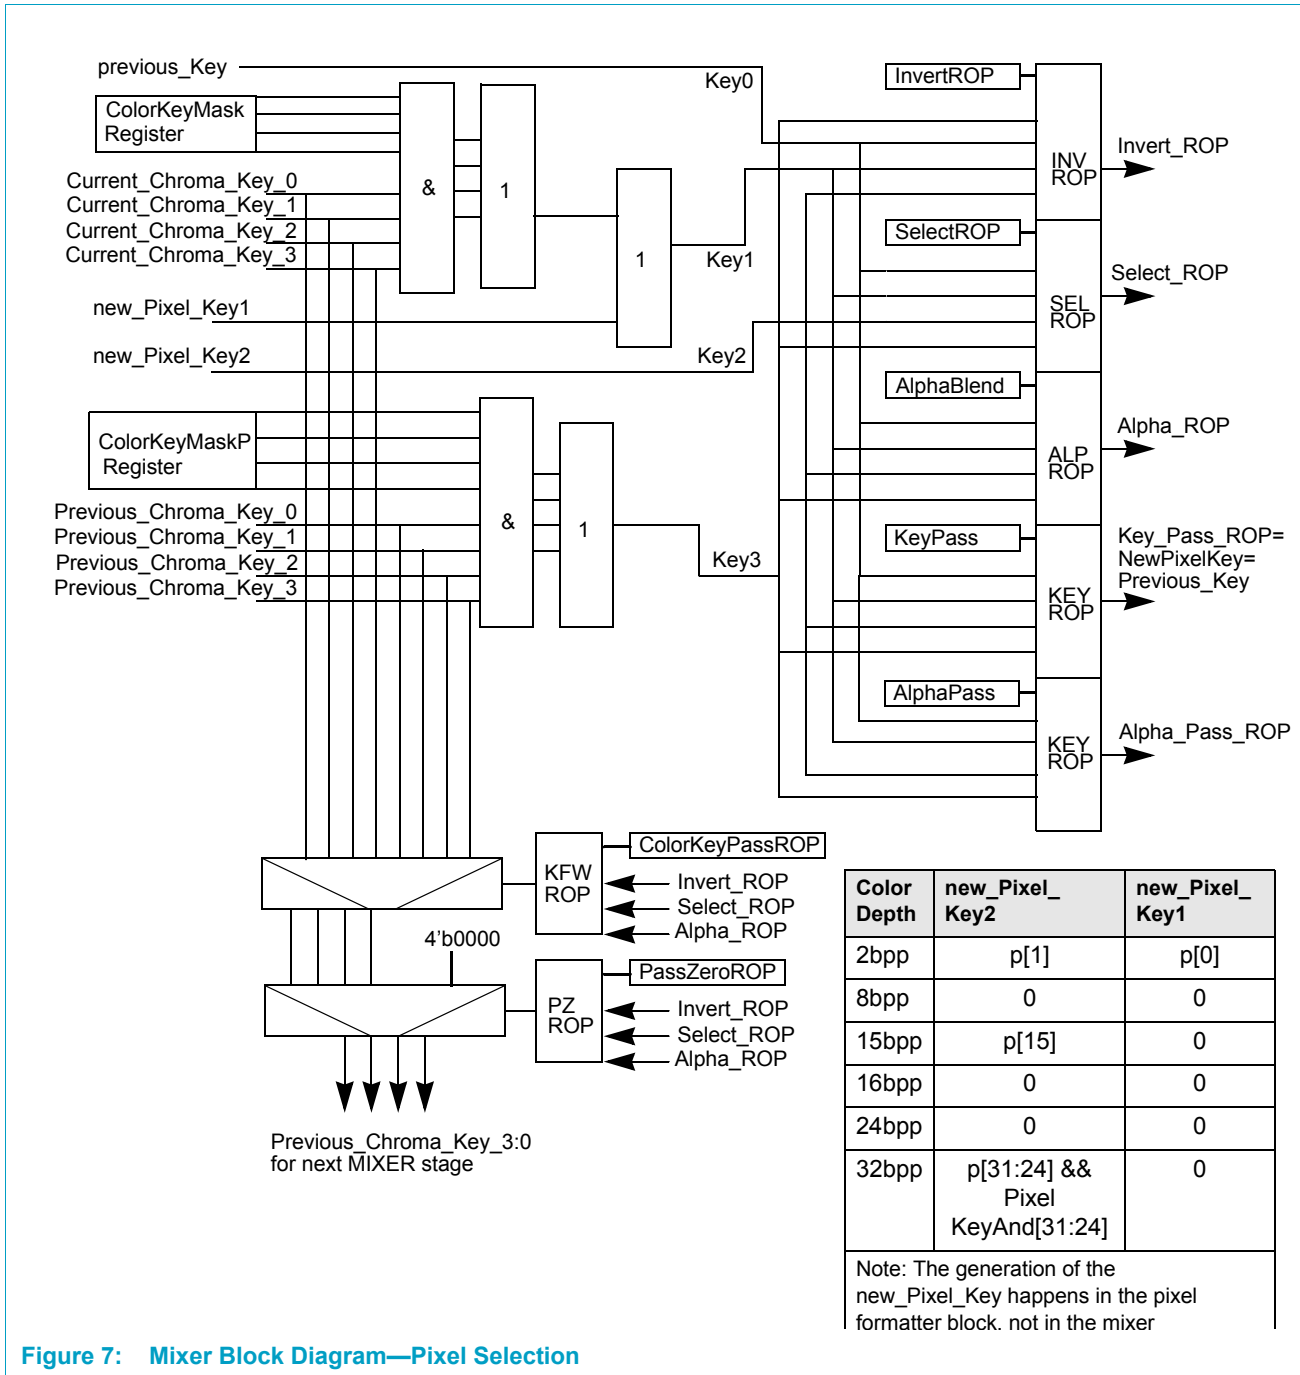 previous_Key
Key0
InvertROP
ColorKeyMask
Register
Invert_ROP
INV
ROP
Current_Chroma_Key_0
Current_Chroma_Key_1
Current_Chroma_Key_2
Current_Chroma_Key_3
&
1
SelectROP
1
Key1
Select_ROP
SEL
ROP
new_Pixel_Key1
new_Pixel_Key2
Key2
AlphaBlend
ColorKeyMaskP
Register
Alpha_ROP
ALP
ROP
Previous_Chroma_Key_0
Previous_Chroma_Key_1
Previous_Chroma_Key_2
Previous_Chroma_Key_3
&
1
Key3
KeyPass
Key_Pass_ROP=
NewPixelKey=
Previous_Key
KEY
ROP
AlphaPass
Alpha_Pass_ROP
KEY
ROP
ColorKeyPassROP
KFW
ROP
Invert_ROP
Select_ROP
Alpha_ROP
4'b0000
PassZeroROP
PZ
ROP
Invert_ROP
Select_ROP
Alpha_ROP
Previous_Chroma_Key_3:0
for next MIXER stage
Color Depth new_Pixel_Key2 new_Pixel_Key1
2bpp p[1] p[0]
8bpp 0 0
15bpp p[15] 0
16bpp 0 0
24bpp 0 0
32bpp p[31:24] && 0
Pixel
KeyAnd[31:24]
Note: The generation of the
new_Pixel_Key happens in the pixel
formatter block, not in the mixer
Figure 7: Mixer Block Diagram—Pixel Selection